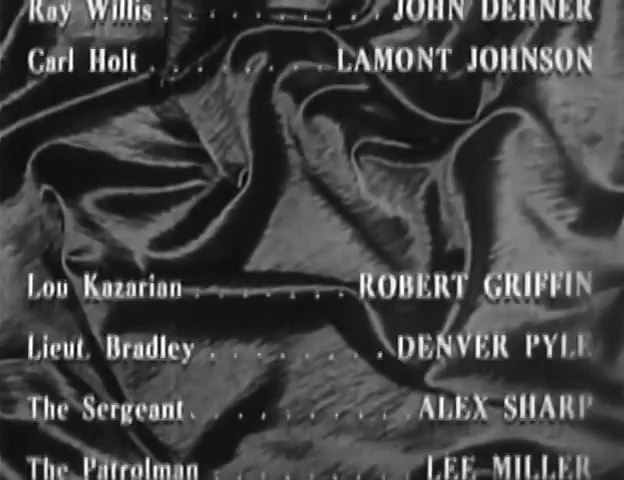 Ray Willis . . . . . . . . . . JOHN DEHNER
Carl Holt . . . . . . . . LAMONT JOHNSON
Lou Kazarian . . . . . . . . ROBERT GRIFFIN
Lieut. Bradley . . . . . . . . DENVER PYLE
The Sergeant . . . . . . . . . . ALEX SHARP
The Patrolman . . . . . . . . . LEE MILLER